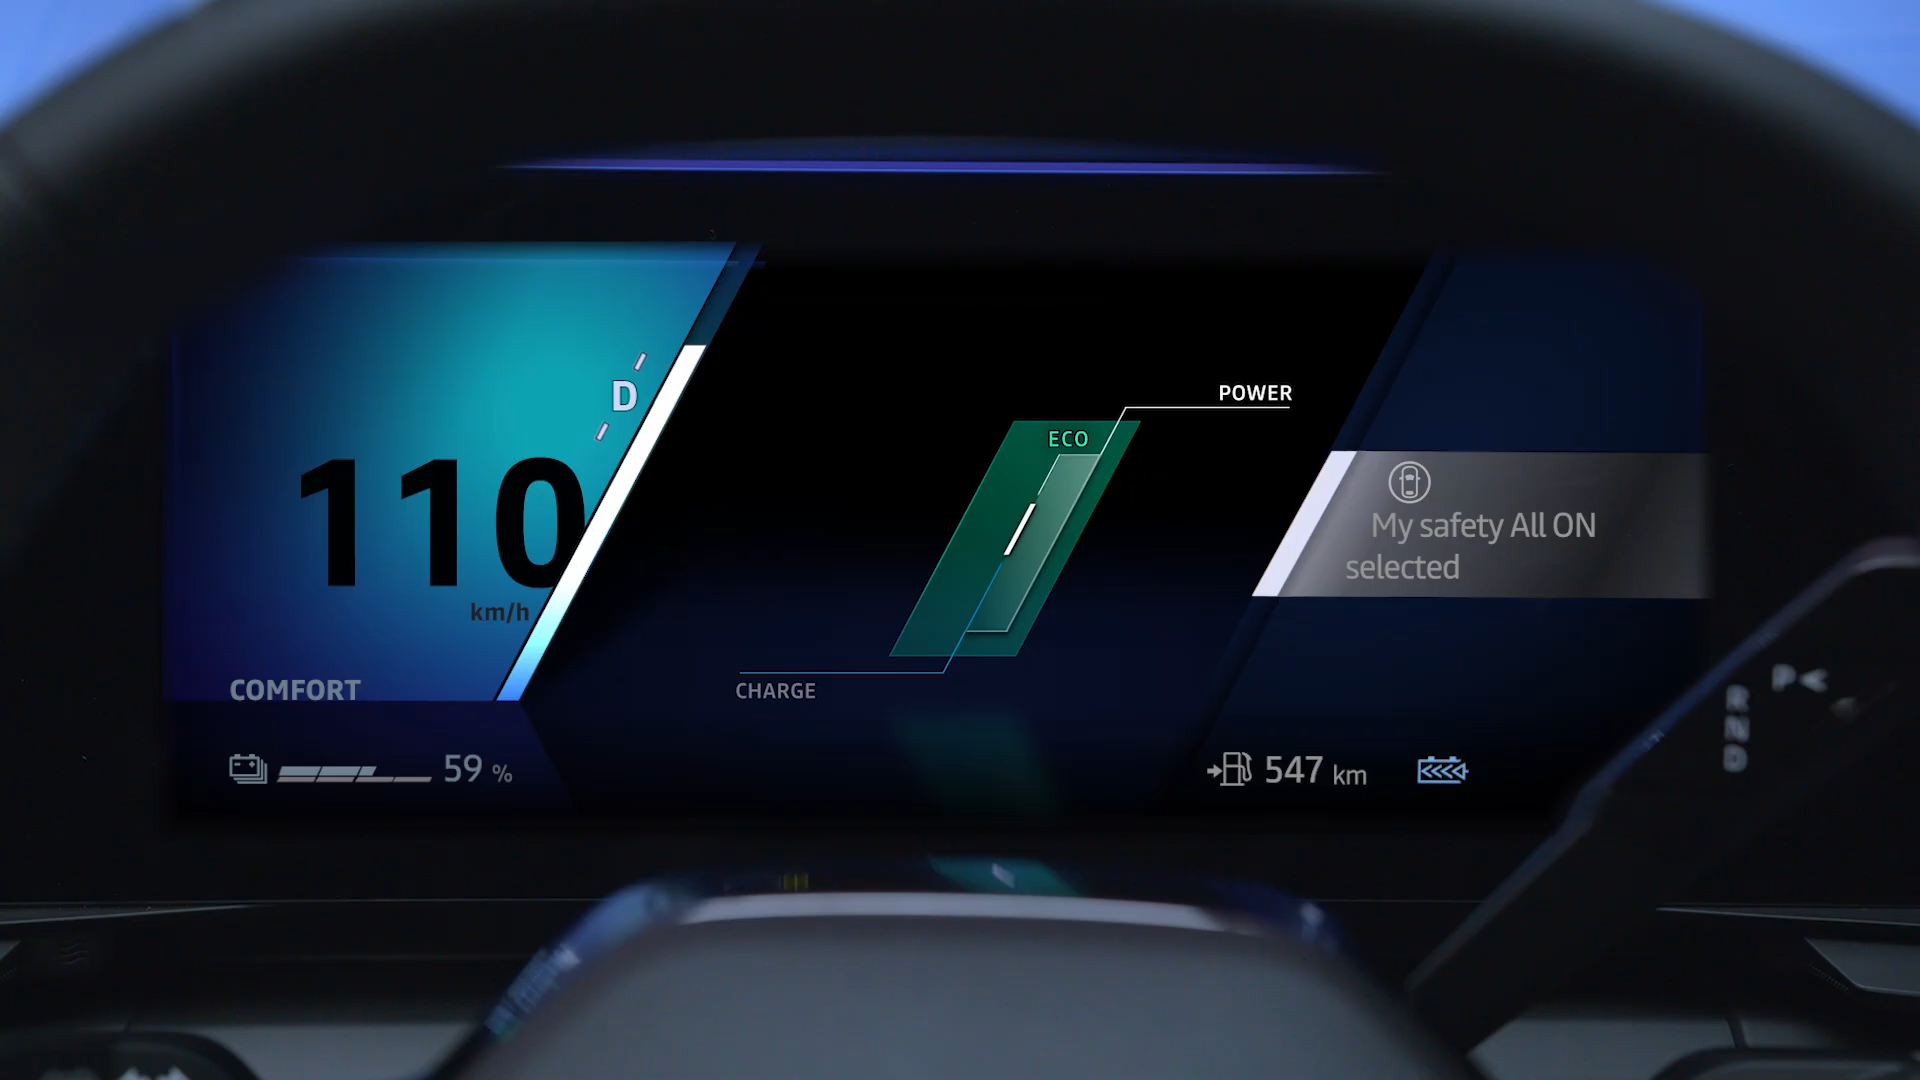 D
110
km/h
COMFORT
59 %
POWER
ECO
CHARGE
My safety All ON
selected
547 km
P
R
N
D